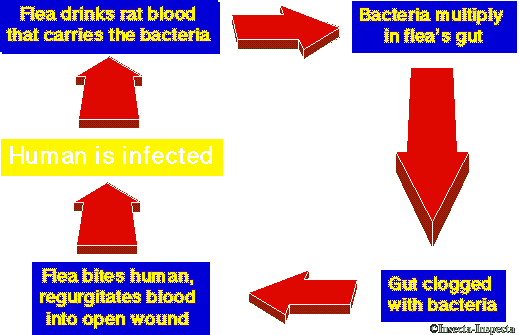 Flea drinks rat blood
that carries the bacteria
Bacteria multiply
in flea's gut
Human is infected
Flea bites human,
regurgitates blood
into open wound
Gut clogged
with bacteria
©Insecta-Inspecta